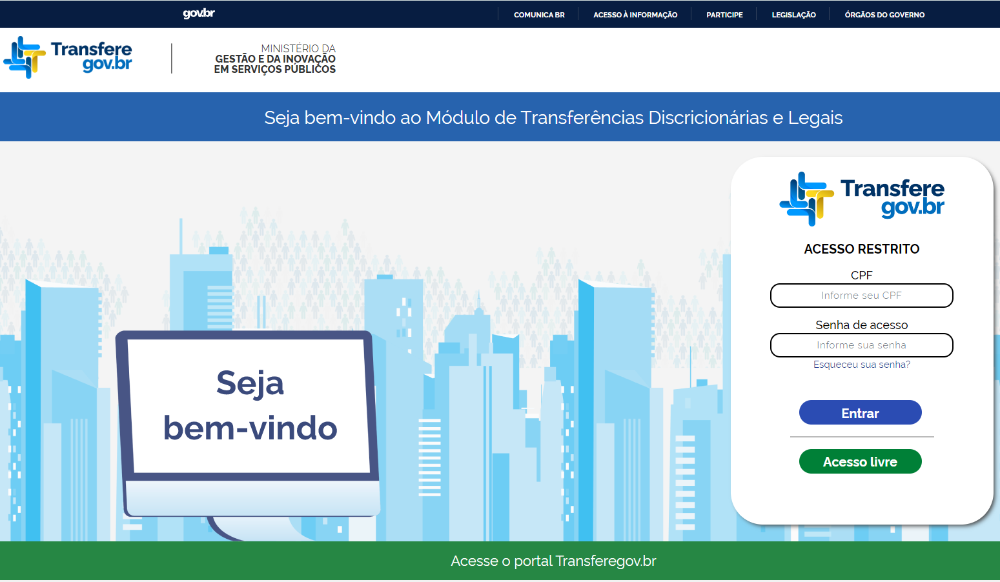 gov.br
COMUNICA BR
ACESSO À INFORMAÇÃO
PARTICIPE
LEGISLAÇÃO
ÓRGÃOS DO GOVERNO
Transfere
gov.br
MINISTÉRIO DA
GESTÃO E DA INOVAÇÃO
EM SERVIÇOS PÚBLICOS
Seja bem-vindo ao Módulo de Transferências Discricionárias e Legais
Seja
bem-vindo
Transfere
gov.br
ACESSO RESTRITO
CPF
Informe seu CPF
Senha de acesso
Informe sua senha
Esqueceu sua senha?
Entrar
Acesso livre
Acesse o portal Transferegov.br